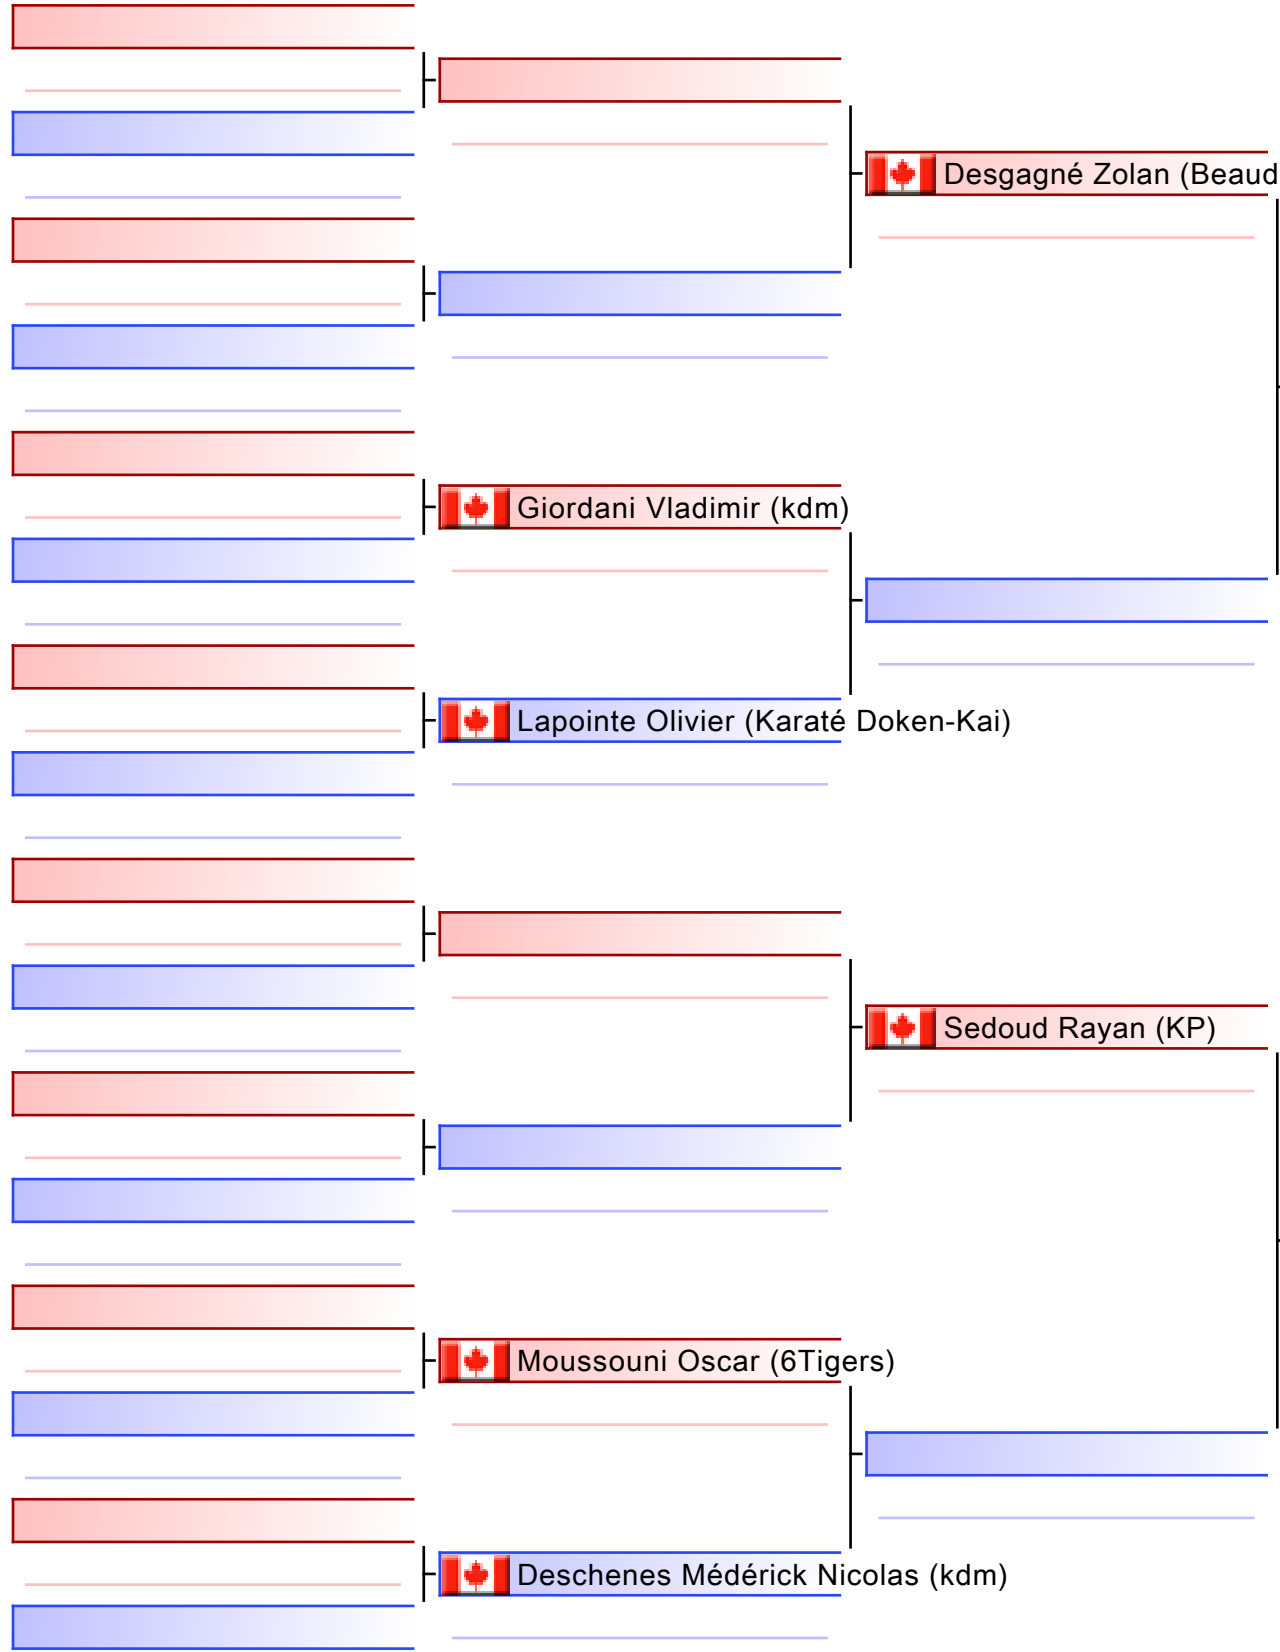 Desgagné Zolan (Beaud
Giordani Vladimir (kdm)
Lapointe Olivier (Karaté Doken-Kai)
Sedoud Rayan (KP)
Moussouni Oscar (6Tigers)
Deschenes Médérick Nicolas (kdm)